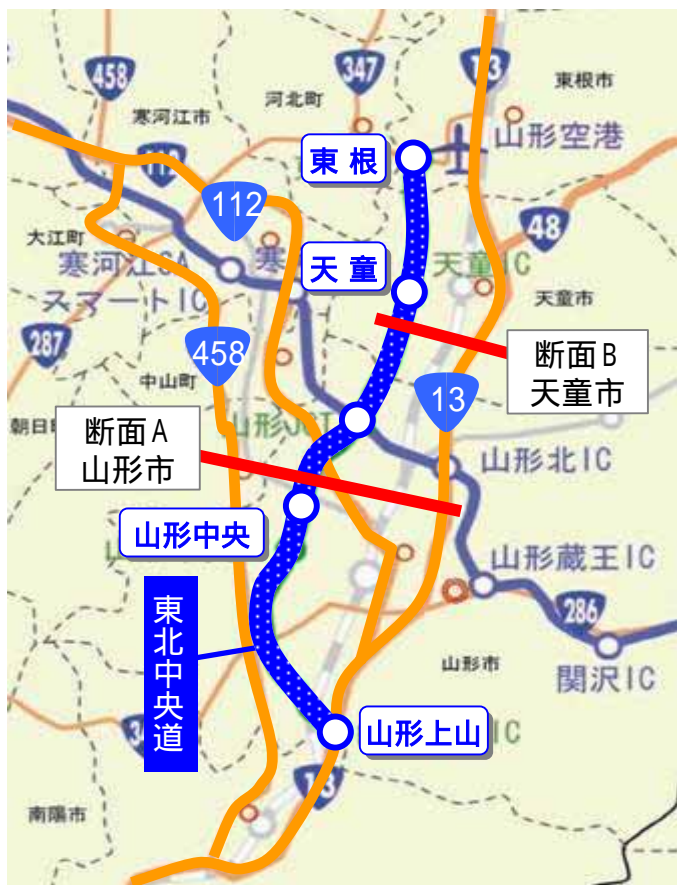 458
347
13
東根市
河北町
寒河江市
東根
山形空港
112
112
48
大江町
寒河江SA
スマートIC
寒
天童
天童IC
天童市
287
458
中山町
断面B
天童市
13
朝日町
断面A
山形市
山形JCT
山形北IC
山形中央
山形蔵王IC
286
東北中央道
山形市
関沢IC
山形上山
IC
13
南陽市